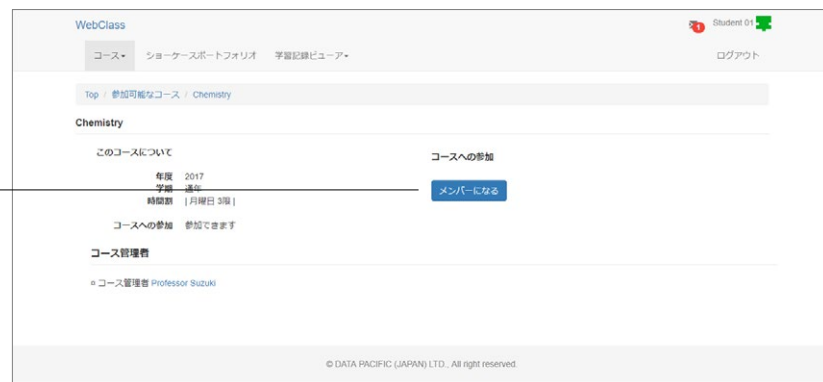 WebClass
1 Student 01
コース▾ ショーケースポートフォリオ 学習記録ビューア▾ ログアウト
Top / 参加可能なコース / Chemistry
Chemistry
このコースについて
年度 2017
学期 通年
時間割 | 月曜日 3限 |
コースへの参加 参加できます
コースへの参加
メンバーになる
コース管理者
コース管理者 Professor Suzuki
© DATA PACIFIC (JAPAN) LTD., All right reserved.